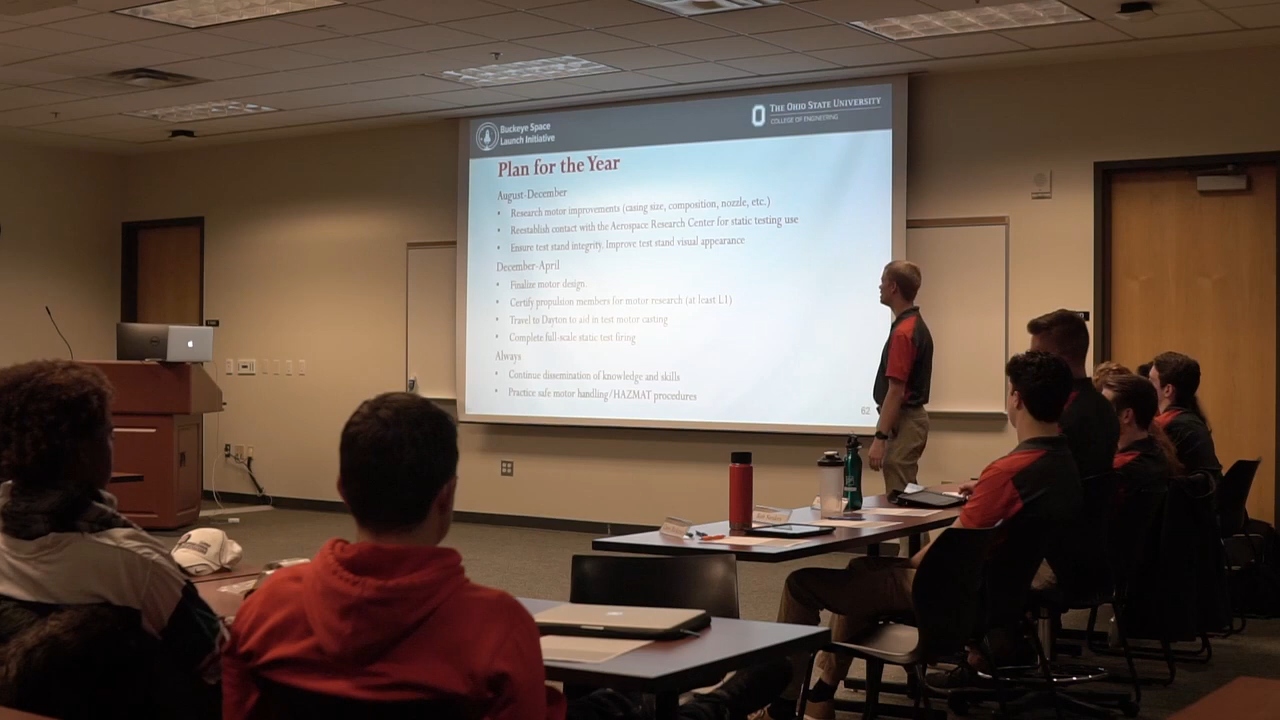 Buckeye Space
Launch Initiative
THE OHIO STATE UNIVERSITY
COLLEGE OF ENGINEERING
Plan for the Year
August-December
• Research motor improvements (casing size, composition, nozzle, etc.)
• Reestablish contact with the Aerospace Research Center for static testing use
• Ensure test stand integrity. Improve test stand visual appearance
December-April
• Finalize motor design.
• Certify propulsion members for motor research (at least L1)
• Travel to Dayton to aid in test motor casting
• Complete full-scale static test firing
Always
• Continue dissemination of knowledge and skills
• Practice safe motor handling/HAZMAT procedures
62